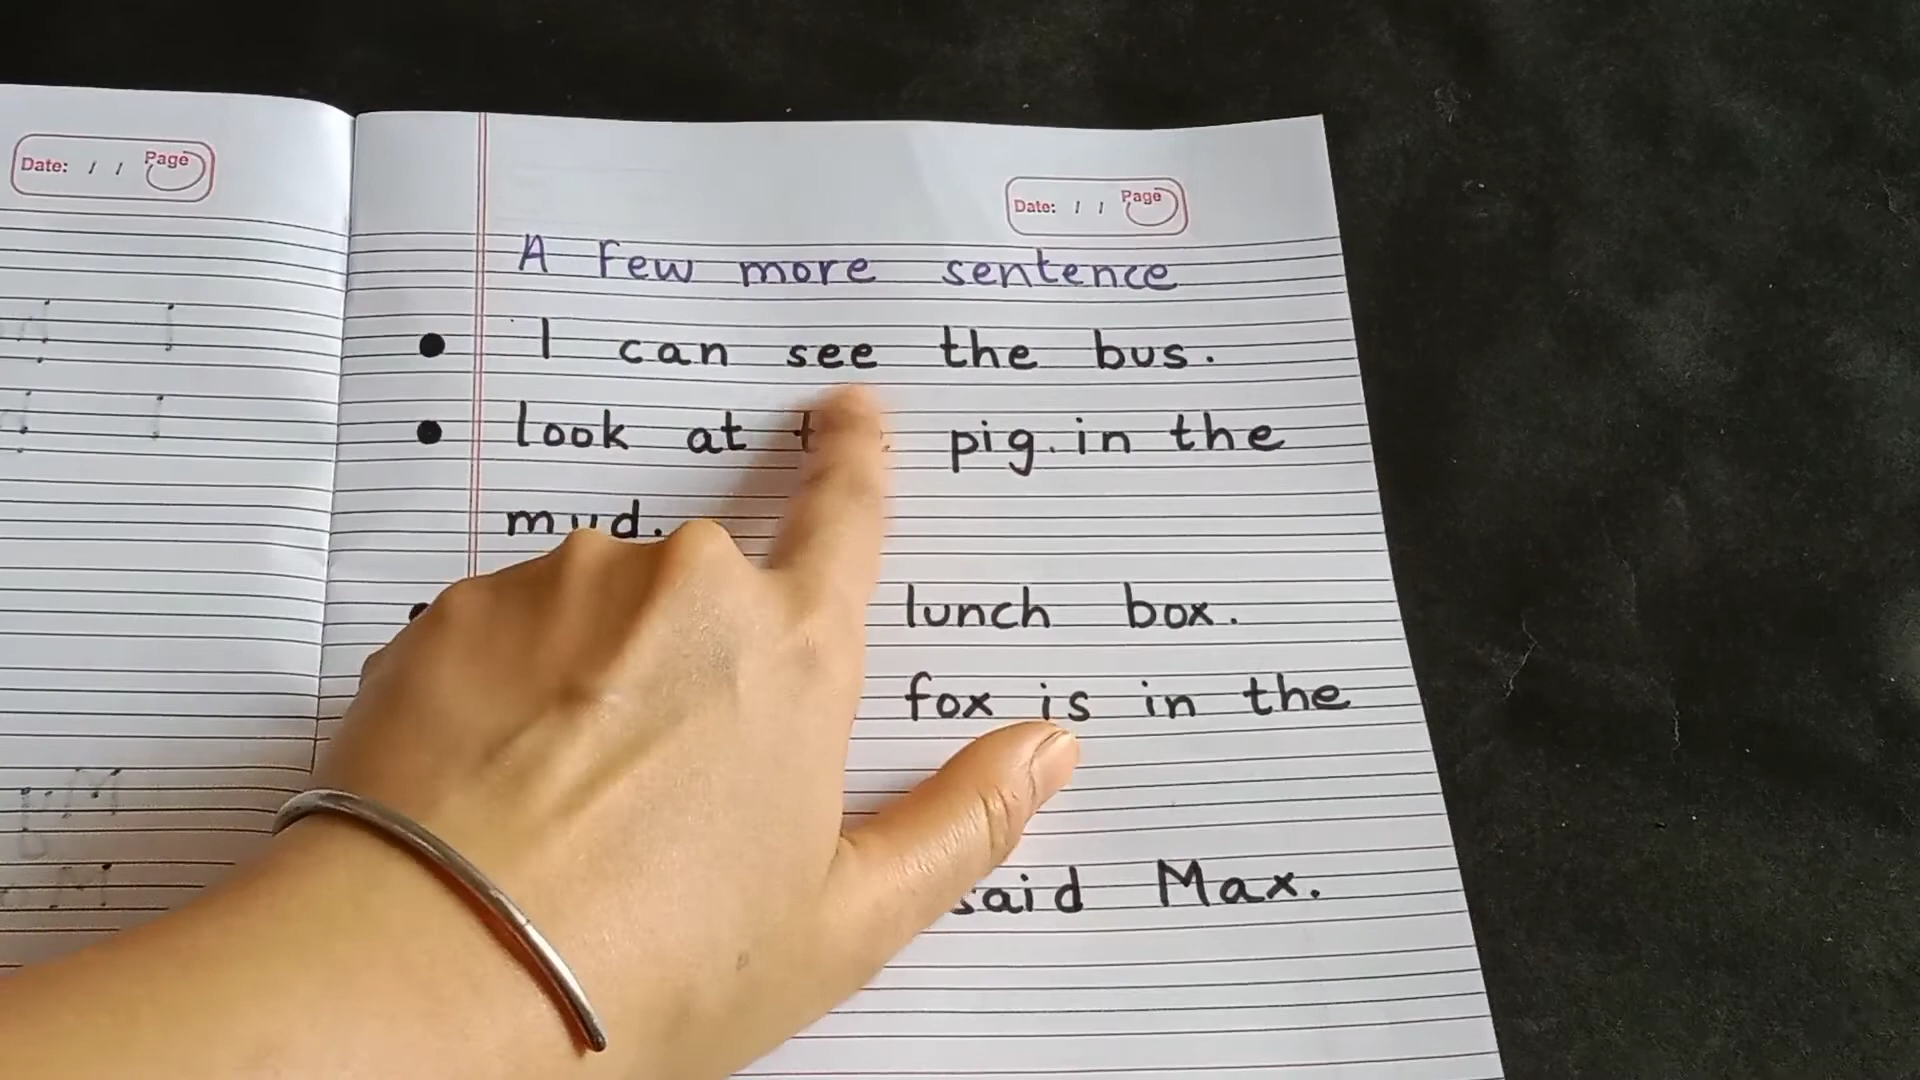 Date: / / Page
Date: / / Page
A Few more sentence
I can see the bus.
look at pig. in the
mud.
lunch box.
fox is in the
said Max.